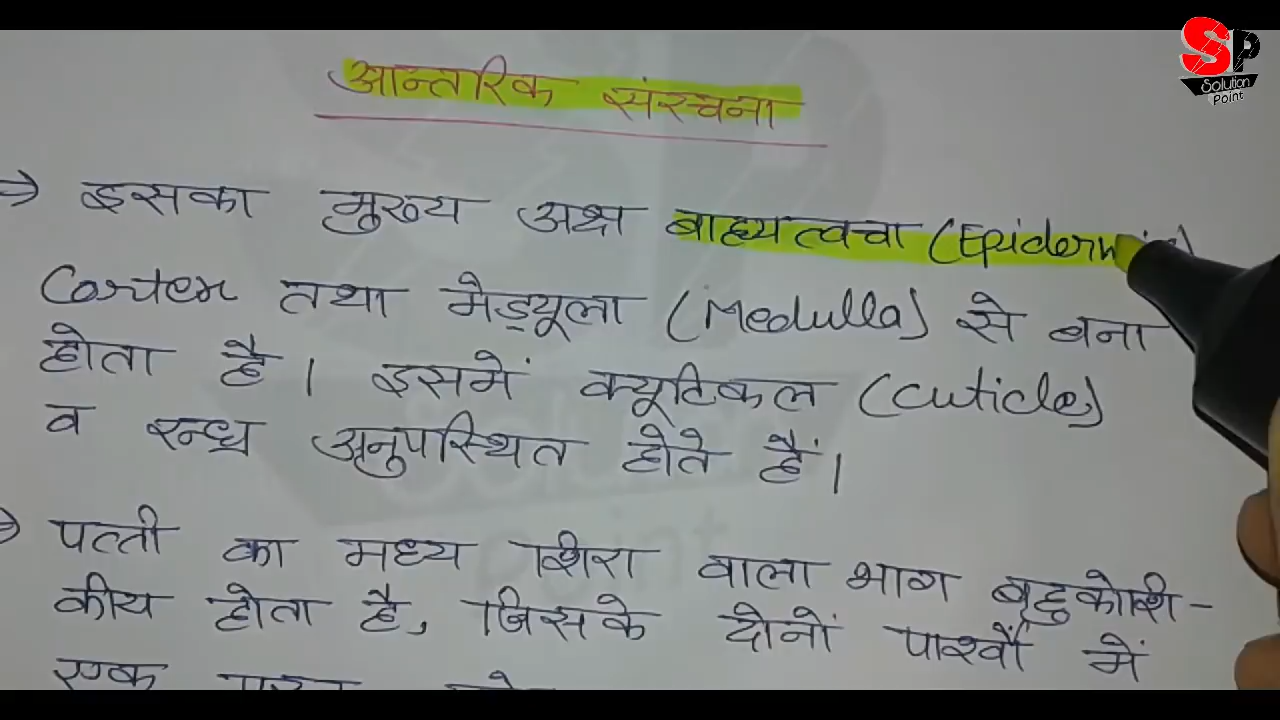 SP
Solution
Point
आन्तरिक संरचना
⇒ इसका मुख्य अक्ष बाह्यत्वचा (Epidermis)
Cortex तथा मेड्यूला (Medulla) से बना
होता है। इसमें क्यूटिकल (Cuticle)
व रन्ध्र अनुपस्थित होते हैं।
⇒ पत्ती का मध्य शिरा वाला भाग बहुकोशि-
कीय होता है, जिसके दोनों पार्श्वों में
एक